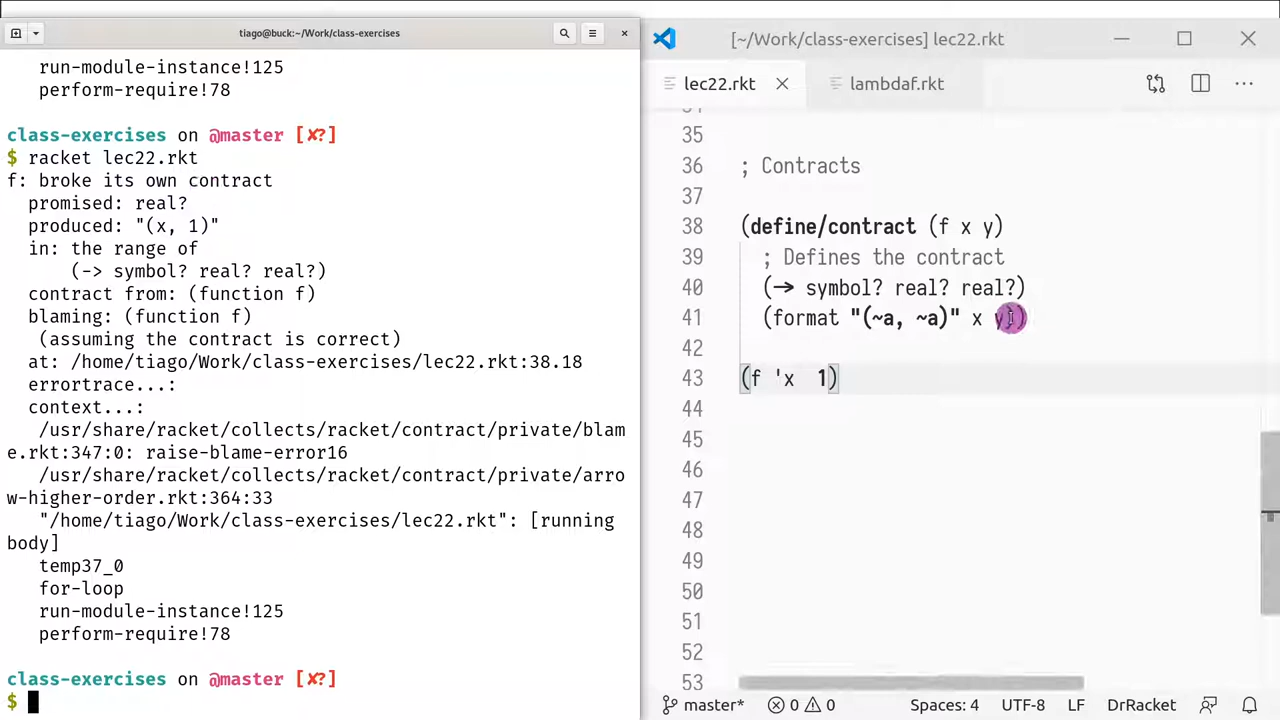 tiago@buck:~/Work/class-exercises
run-module-instance!125
perform-require!78
class-exercises on @master [✘?]
$ racket lec22.rkt
f: broke its own contract
promised: real?
produced: "(x, 1)"
in: the range of
(-> symbol? real? real?)
contract from: (function f)
blaming: (function f)
(assuming the contract is correct)
at: /home/tiago/Work/class-exercises/lec22.rkt:38.18
errortrace...:
context...:
/usr/share/racket/collects/racket/contract/private/blam
e.rkt:347:0: raise-blame-error16
/usr/share/racket/collects/racket/contract/private/arro
w-higher-order.rkt:364:33
"/home/tiago/Work/class-exercises/lec22.rkt": [running
body]
temp37_0
for-loop
run-module-instance!125
perform-require!78
class-exercises on @master [✘?]
$
[~/Work/class-exercises] lec22.rkt
lec22.rkt
lambdaf.rkt
35
36 ; Contracts
37
38 (define/contract (f x y)
39 ; Defines the contract
40 (→ symbol? real? real?)
41 (format "(~a, ~a)" x y))
42
43 (f 'x 1)
44
45
46
47
48
49
50
51
52
53
master* 0 0 Spaces: 4 UTF-8 LF DrRacket